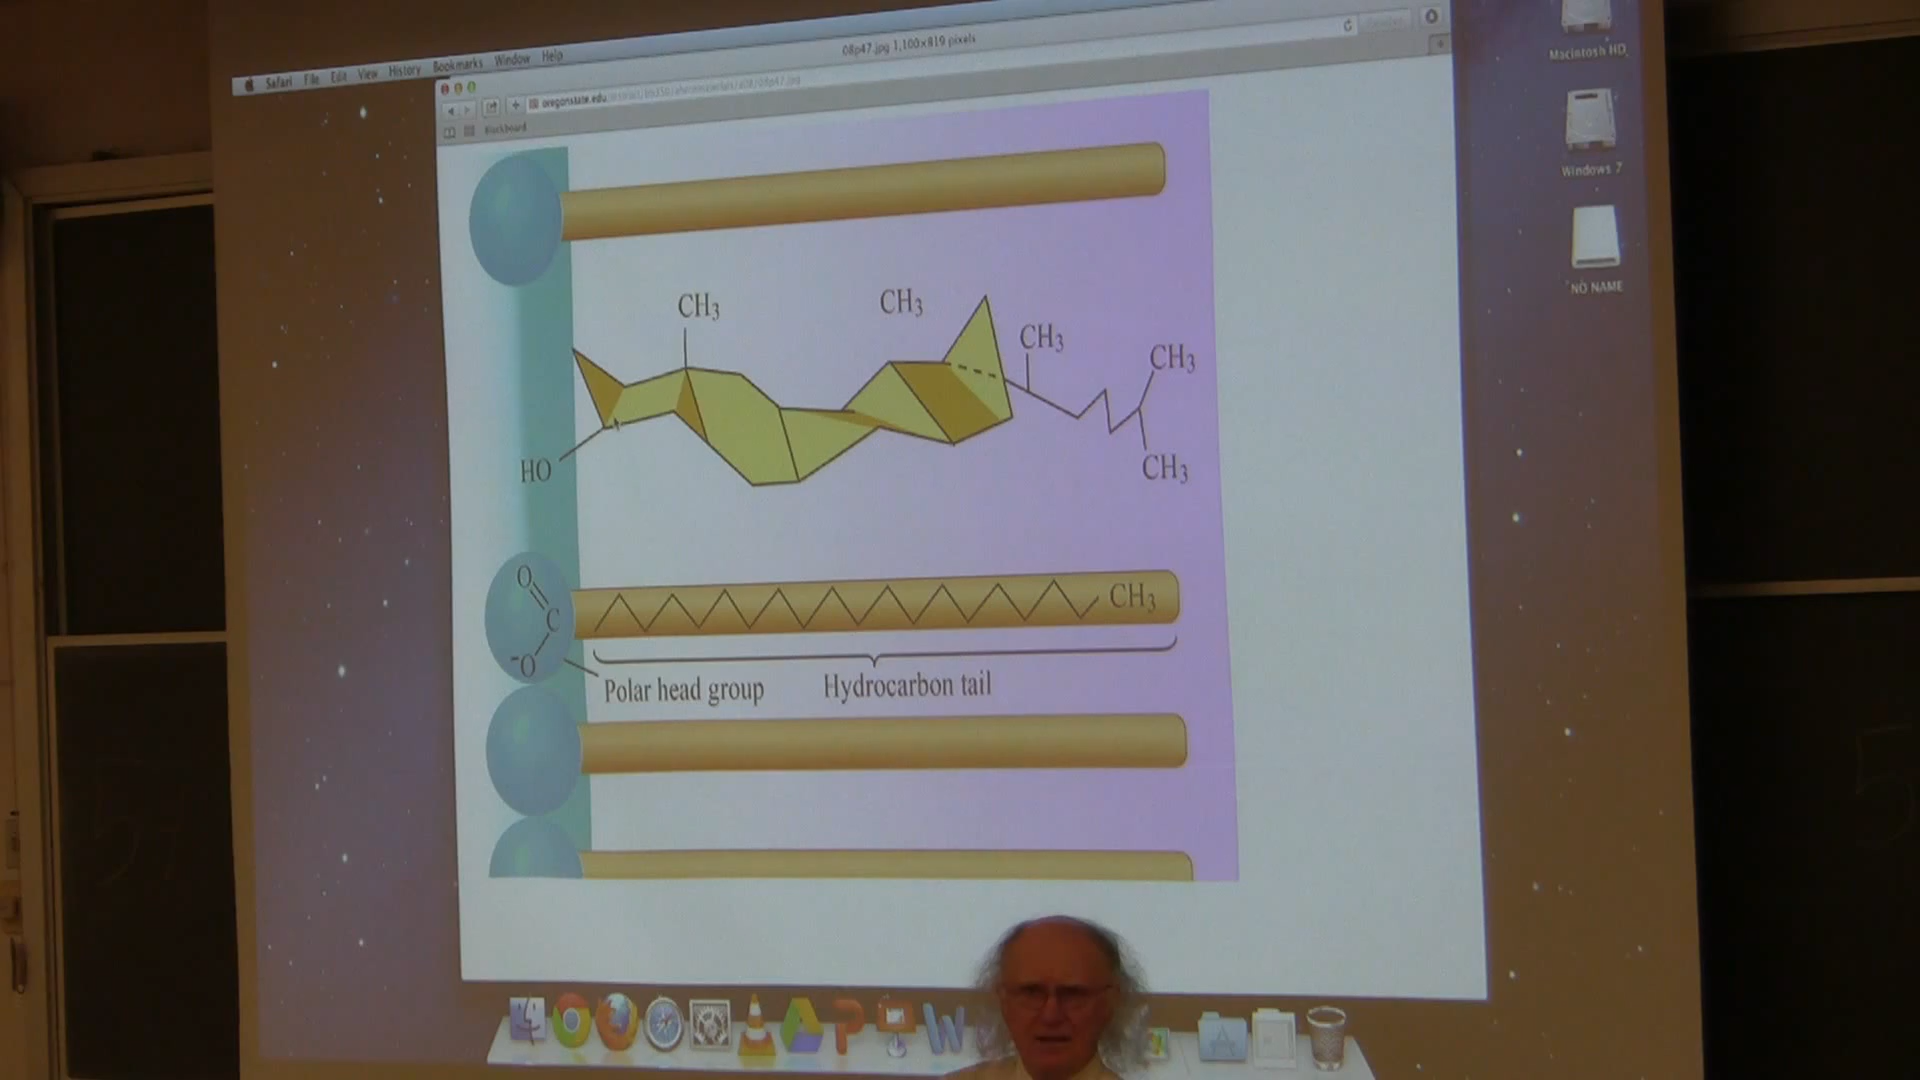 Safari File Edit View History Bookmarks Window Help
08p47.jpg 1,100×819 pixels
oregonstate.edu
Blackboard
Macintosh HD
Windows 7
NO NAME
CH3
CH3
CH3
CH3
HO
CH3
O
C
⁻O
CH3
Polar head group
Hydrocarbon tail